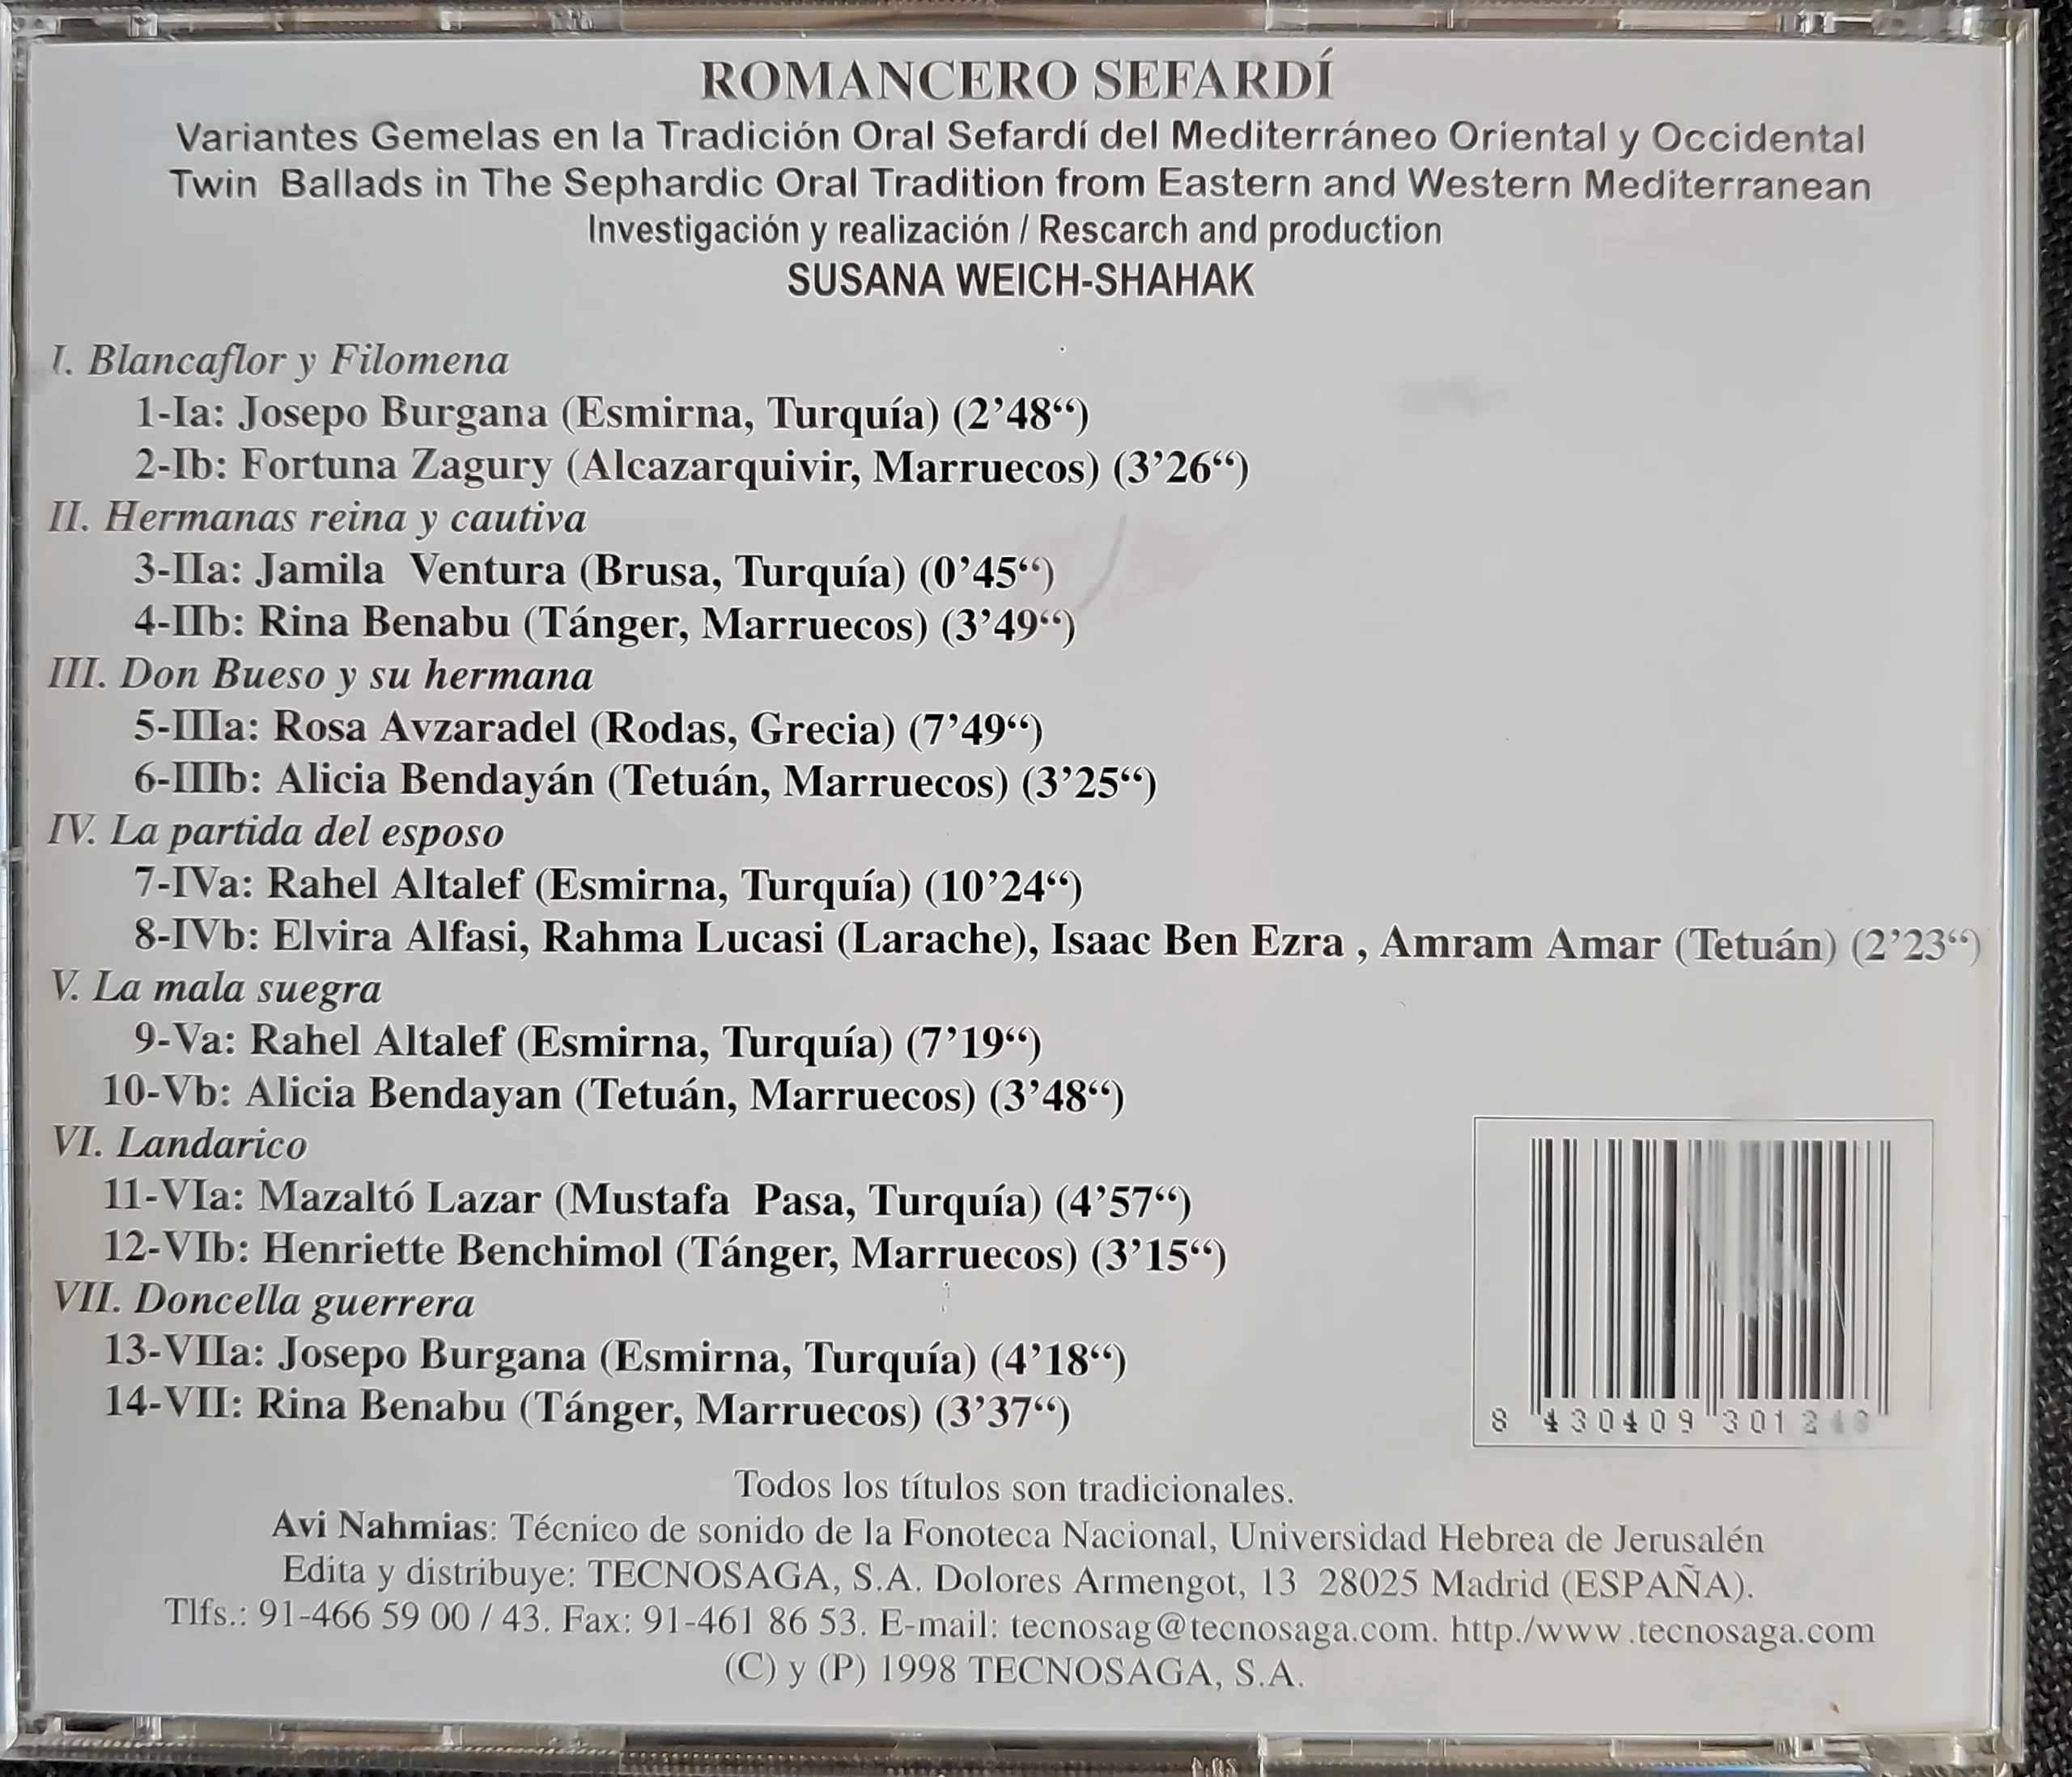 ROMANCERO SEFARDÍ
Variantes Gemelas en la Tradición Oral Sefardí del Mediterráneo Oriental y Occidental
Twin Ballads in The Sephardic Oral Tradition from Eastern and Western Mediterranean
Investigación y realización / Rescarch and production
SUSANA WEICH-SHAHAK
I. Blancaflor y Filomena
1-Ia: Josepo Burgana (Esmirna, Turquía) (2’48“)
2-Ib: Fortuna Zagury (Alcazarquivir, Marruecos) (3’26“)
II. Hermanas reina y cautiva
3-IIa: Jamila Ventura (Brusa, Turquía) (0’45“)
4-IIb: Rina Benabu (Tánger, Marruecos) (3’49“)
III. Don Bueso y su hermana
5-IIIa: Rosa Avzaradel (Rodas, Grecia) (7’49“)
6-IIIb: Alicia Bendayán (Tetuán, Marruecos) (3’25“)
IV. La partida del esposo
7-IVa: Rahel Altalef (Esmirna, Turquía) (10’24“)
8-IVb: Elvira Alfasi, Rahma Lucasi (Larache), Isaac Ben Ezra , Amram Amar (Tetuán) (2’23“)
V. La mala suegra
9-Va: Rahel Altalef (Esmirna, Turquía) (7’19“)
10-Vb: Alicia Bendayan (Tetuán, Marruecos) (3’48“)
VI. Landarico
11-VIa: Mazaltó Lazar (Mustafa Pasa, Turquía) (4’57“)
12-VIb: Henriette Benchimol (Tánger, Marruecos) (3’15“)
VII. Doncella guerrera
13-VIIa: Josepo Burgana (Esmirna, Turquía) (4’18“)
14-VII: Rina Benabu (Tánger, Marruecos) (3’37“)
8 430409 301248
Todos los títulos son tradicionales.
Avi Nahmias: Técnico de sonido de la Fonoteca Nacional, Universidad Hebrea de Jerusalén
Edita y distribuye: TECNOSAGA, S.A. Dolores Armengot, 13 28025 Madrid (ESPAÑA).
Tlfs.: 91-466 59 00 / 43. Fax: 91-461 86 53. E-mail: tecnosag@tecnosaga.com. http./www.tecnosaga.com
(C) y (P) 1998 TECNOSAGA, S.A.